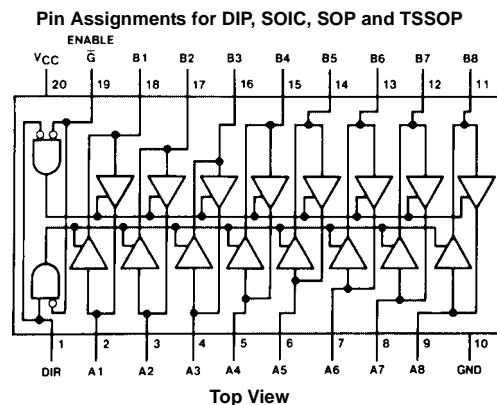 Pin Assignments for DIP, SOIC, SOP and TSSOP
ENABLE
VCC G̅ B1 B2 B3 B4 B5 B6 B7 B8
20 19 18 17 16 15 14 13 12 11
1 2 3 4 5 6 7 8 9 10
DIR A1 A2 A3 A4 A5 A6 A7 A8 GND
Top View